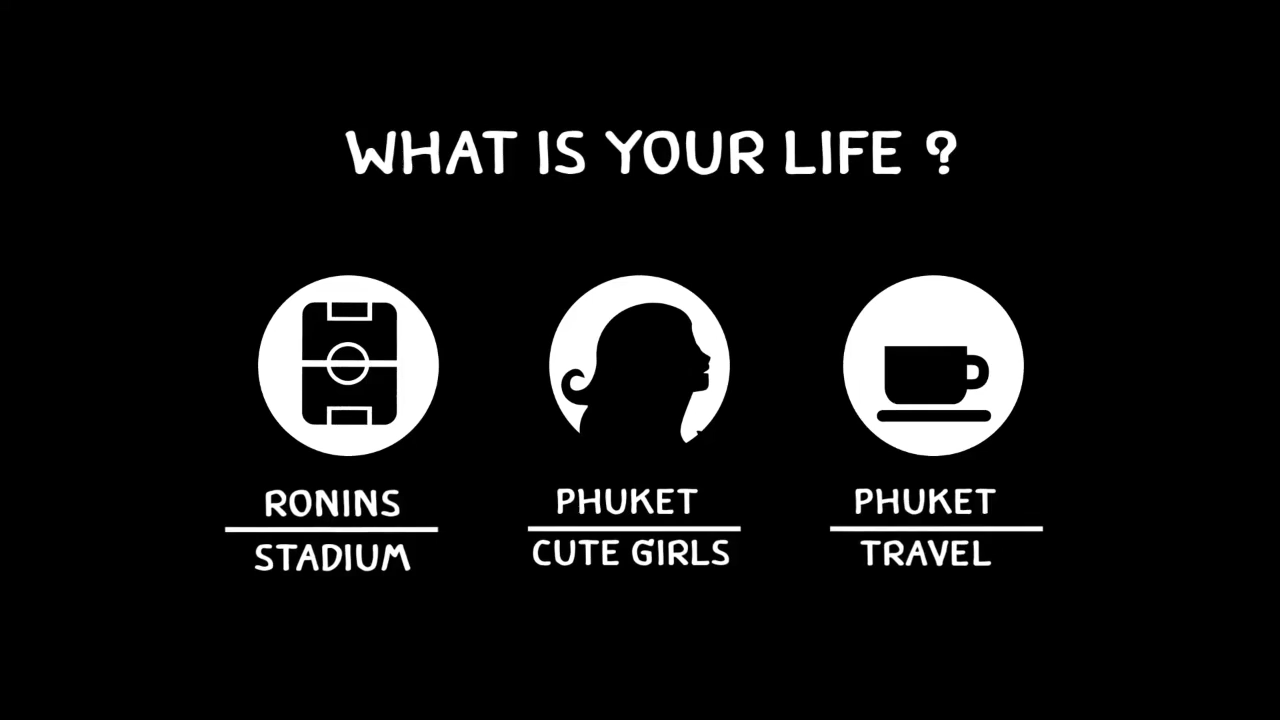 WHAT IS YOUR LIFE ?
RONINS
STADIUM
PHUKET
CUTE GIRLS
PHUKET
TRAVEL